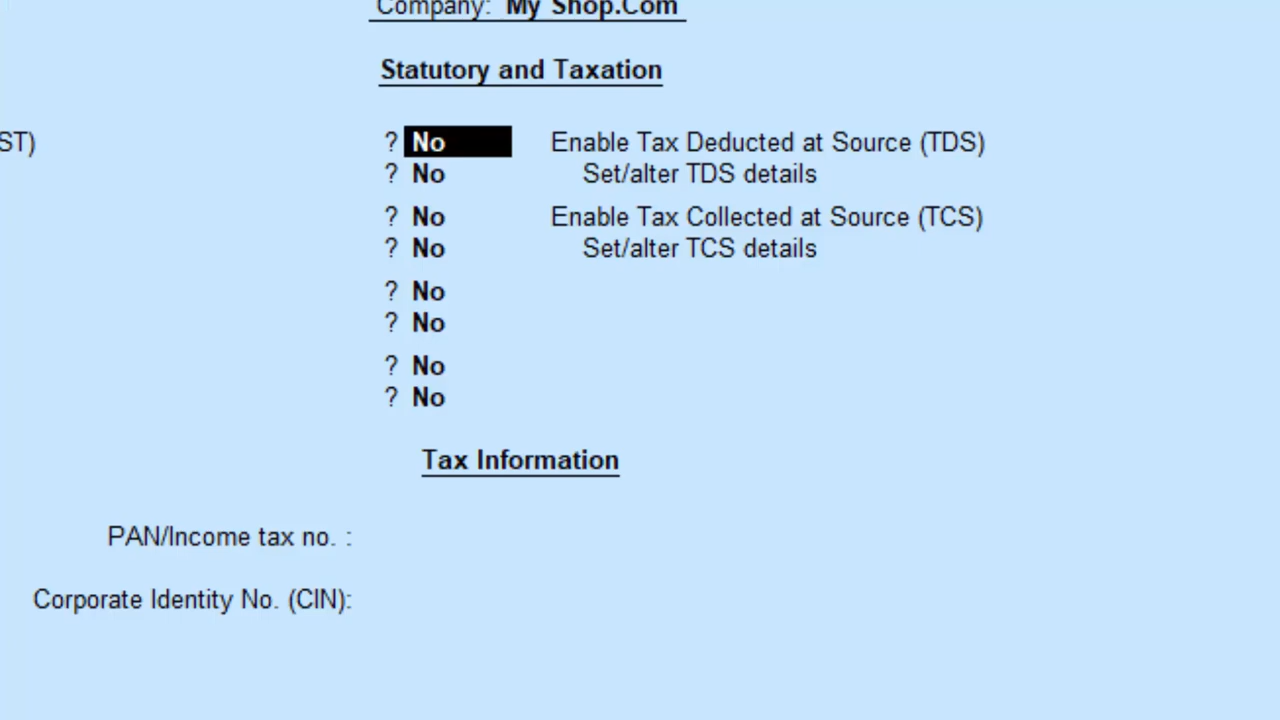 Company: My Shop.Com
Statutory and Taxation
ST) ? No Enable Tax Deducted at Source (TDS)
? No Set/alter TDS details
? No Enable Tax Collected at Source (TCS)
? No Set/alter TCS details
? No
? No
? No
? No
Tax Information
PAN/Income tax no. :
Corporate Identity No. (CIN):